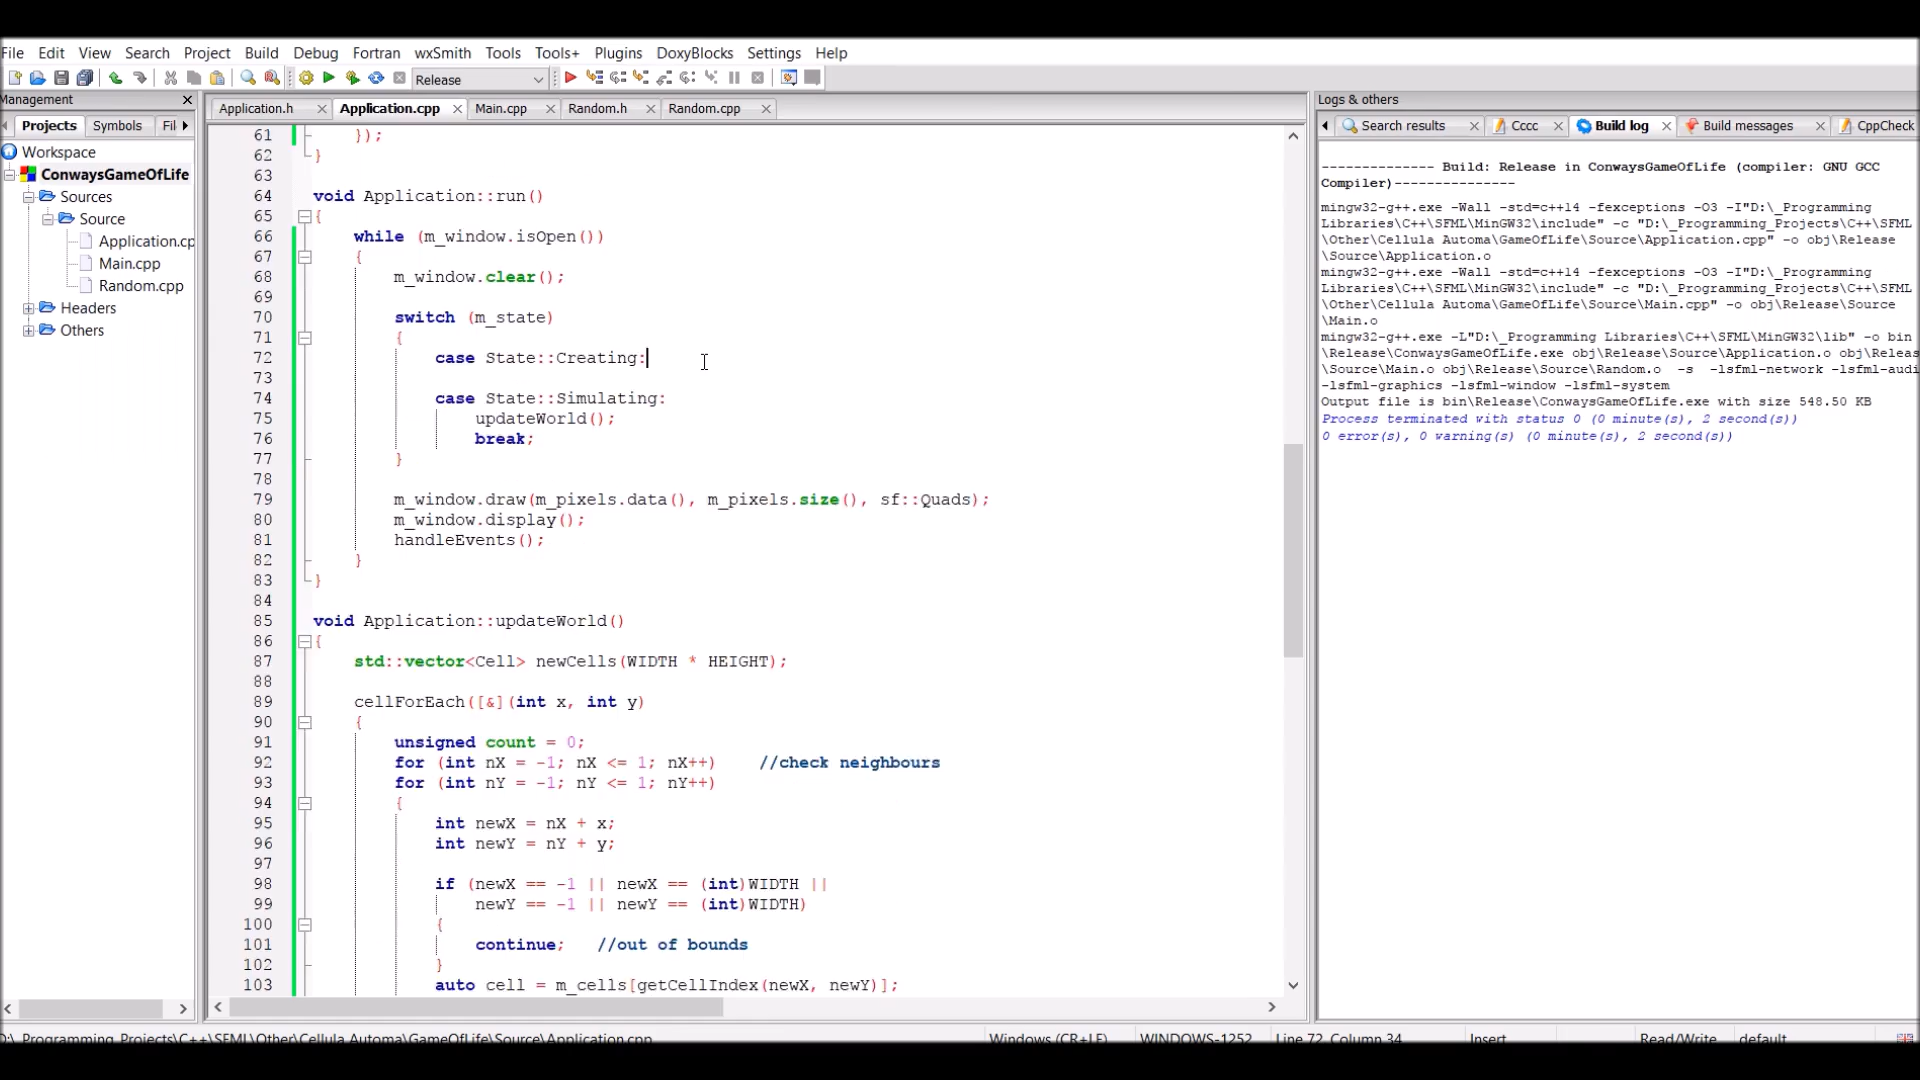 File Edit View Search Project Build Debug Fortran wxSmith Tools Tools+ Plugins DoxyBlocks Settings Help
Release
Management
Application.h Application.cpp Main.cpp Random.h Random.cpp
Logs & others
Projects Symbols Fil
Search results Cccc Build log Build messages CppCheck
Workspace
ConwaysGameOfLife
Sources
Source
Application.cp
Main.cpp
Random.cpp
Headers
Others
61 });
62 }
63
64 void Application::run()
65 {
66 while (m_window.isOpen())
67 {
68 m_window.clear();
69
70 switch (m_state)
71 {
72 case State::Creating:
73
74 case State::Simulating:
75 updateWorld();
76 break;
77 }
78
79 m_window.draw(m_pixels.data(), m_pixels.size(), sf::Quads);
80 m_window.display();
81 handleEvents();
82 }
83 }
84
85 void Application::updateWorld()
86 {
87 std::vector<Cell> newCells(WIDTH * HEIGHT);
88
89 cellForEach([&](int x, int y)
90 {
91 unsigned count = 0;
92 for (int nX = -1; nX <= 1; nX++) //check neighbours
93 for (int nY = -1; nY <= 1; nY++)
94 {
95 int newX = nX + x;
96 int newY = nY + y;
97
98 if (newX == -1 || newX == (int)WIDTH ||
99 newY == -1 || newY == (int)WIDTH)
100 {
101 continue; //out of bounds
102 }
103 auto cell = m_cells[getCellIndex(newX, newY)];
-------------- Build: Release in ConwaysGameOfLife (compiler: GNU GCC
Compiler)---------------
mingw32-g++.exe -Wall -std=c++14 -fexceptions -O3 -I"D:\_Programming
Libraries\C++\SFML\MinGW32\include" -c "D:\_Programming_Projects\C++\SFML
\Other\Cellula Automa\GameOfLife\Source\Application.cpp" -o obj\Release
\Source\Application.o
mingw32-g++.exe -Wall -std=c++14 -fexceptions -O3 -I"D:\_Programming
Libraries\C++\SFML\MinGW32\include" -c "D:\_Programming_Projects\C++\SFML
\Other\Cellula Automa\GameOfLife\Source\Main.cpp" -o obj\Release\Source
\Main.o
mingw32-g++.exe -L"D:\_Programming Libraries\C++\SFML\MinGW32\lib" -o bin
\Release\ConwaysGameOfLife.exe obj\Release\Source\Application.o obj\Releas
\Source\Main.o obj\Release\Source\Random.o -s -lsfml-network -lsfml-audi
-lsfml-graphics -lsfml-window -lsfml-system
Output file is bin\Release\ConwaysGameOfLife.exe with size 548.50 KB
Process terminated with status 0 (0 minute(s), 2 second(s))
0 error(s), 0 warning(s) (0 minute(s), 2 second(s))
:\_Programming_Projects\C++\SFML\Other\Cellula Automa\GameOfLife\Source\Application.cpp Windows (CR+LF) WINDOWS-1252 Line 72, Column 34 Insert Read/Write default